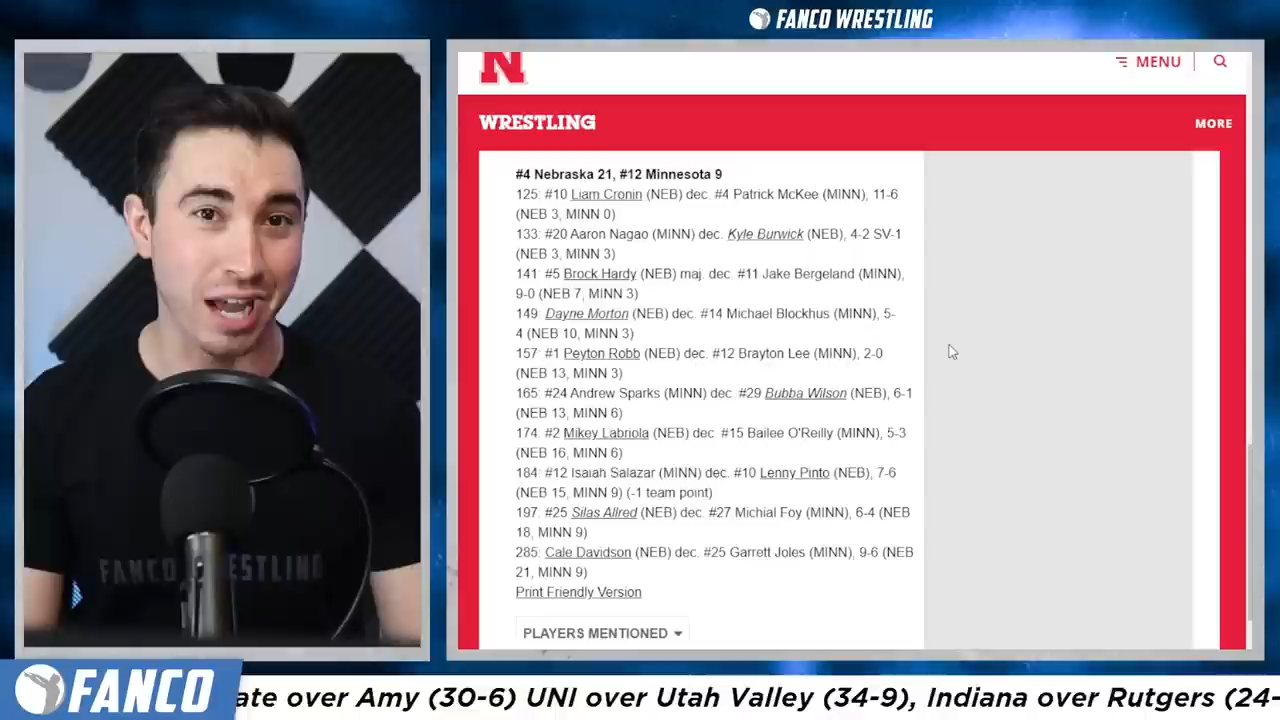 FANCO WRESTLING
N
MENU
WRESTLING
MORE
#4 Nebraska 21, #12 Minnesota 9
125: #10 Liam Cronin (NEB) dec. #4 Patrick McKee (MINN), 11-6
(NEB 3, MINN 0)
133: #20 Aaron Nagao (MINN) dec. Kyle Burwick (NEB), 4-2 SV-1
(NEB 3, MINN 3)
141: #5 Brock Hardy (NEB) maj. dec. #11 Jake Bergeland (MINN),
9-0 (NEB 7, MINN 3)
149: Dayne Morton (NEB) dec. #14 Michael Blockhus (MINN), 5-
4 (NEB 10, MINN 3)
157: #1 Peyton Robb (NEB) dec. #12 Brayton Lee (MINN), 2-0
(NEB 13, MINN 3)
165: #24 Andrew Sparks (MINN) dec. #29 Bubba Wilson (NEB), 6-1
(NEB 13, MINN 6)
174: #2 Mikey Labriola (NEB) dec. #15 Bailee O'Reilly (MINN), 5-3
(NEB 16, MINN 6)
184: #12 Isaiah Salazar (MINN) dec. #10 Lenny Pinto (NEB), 7-6
(NEB 15, MINN 9) (-1 team point)
197: #25 Silas Allred (NEB) dec. #27 Michial Foy (MINN), 6-4 (NEB
18, MINN 9)
285: Cale Davidson (NEB) dec. #25 Garrett Joles (MINN), 9-6 (NEB
21, MINN 9)
Print Friendly Version
PLAYERS MENTIONED
FANCO WRESTLING
FANCO
ate over Amy (30-6) UNI over Utah Valley (34-9), Indiana over Rutgers (24-